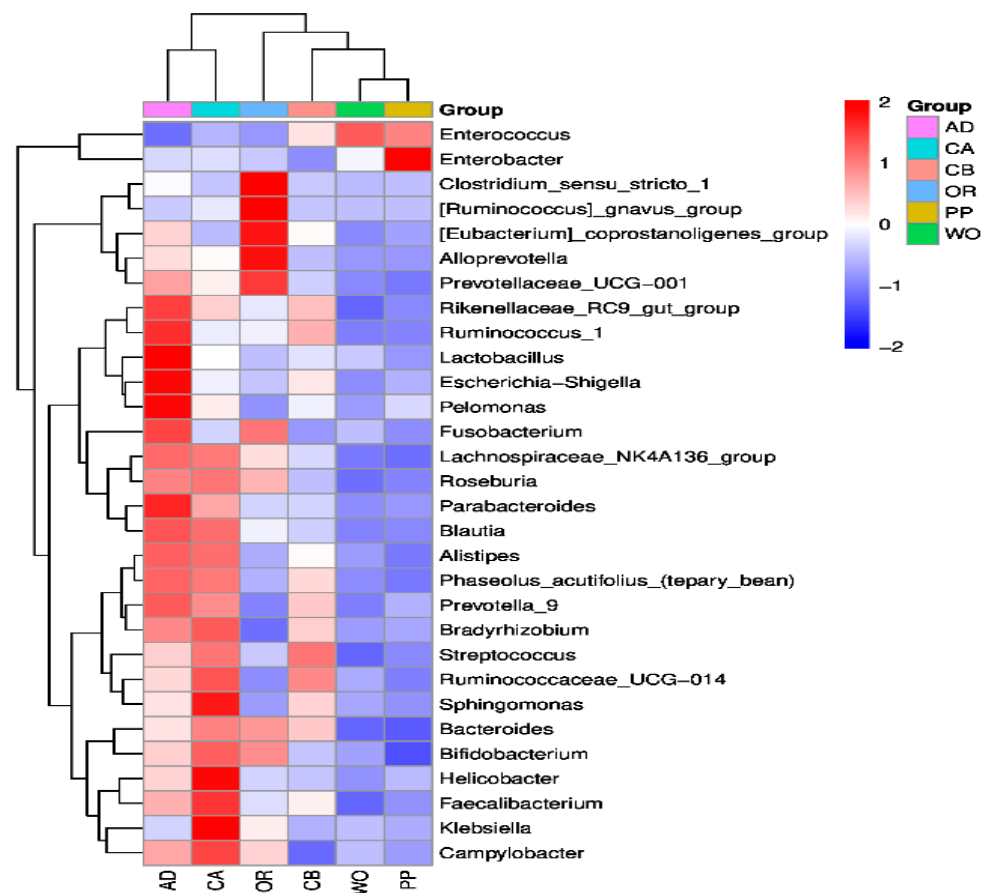 Group
Enterococcus
Enterobacter
Clostridium_sensu_stricto_1
[Ruminococcus]_gnavus_group
[Eubacterium]_coprostanoligenes_group
Alloprevotella
Prevotellaceae_UCG−001
Rikenellaceae_RC9_gut_group
Ruminococcus_1
Lactobacillus
Escherichia−Shigella
Pelomonas
Fusobacterium
Lachnospiraceae_NK4A136_group
Roseburia
Parabacteroides
Blautia
Alistipes
Phaseolus_acutifolius_(tepary_bean)
Prevotella_9
Bradyrhizobium
Streptococcus
Ruminococcaceae_UCG−014
Sphingomonas
Bacteroides
Bifidobacterium
Helicobacter
Faecalibacterium
Klebsiella
Campylobacter
AD CA OR CB WO PP
2
1
0
−1
−2
Group
AD
CA
CB
OR
PP
WO